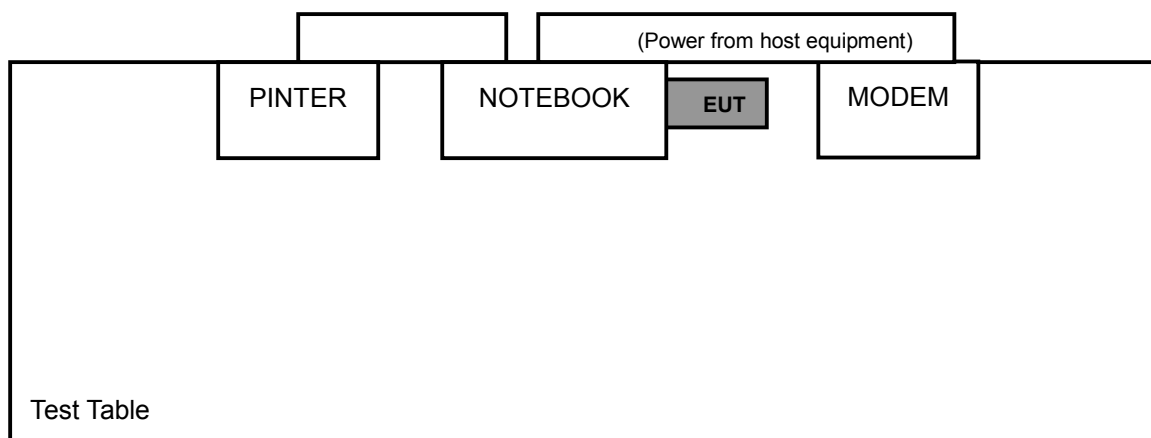 (Power from host equipment)
PINTER
NOTEBOOK
EUT
MODEM
Test Table